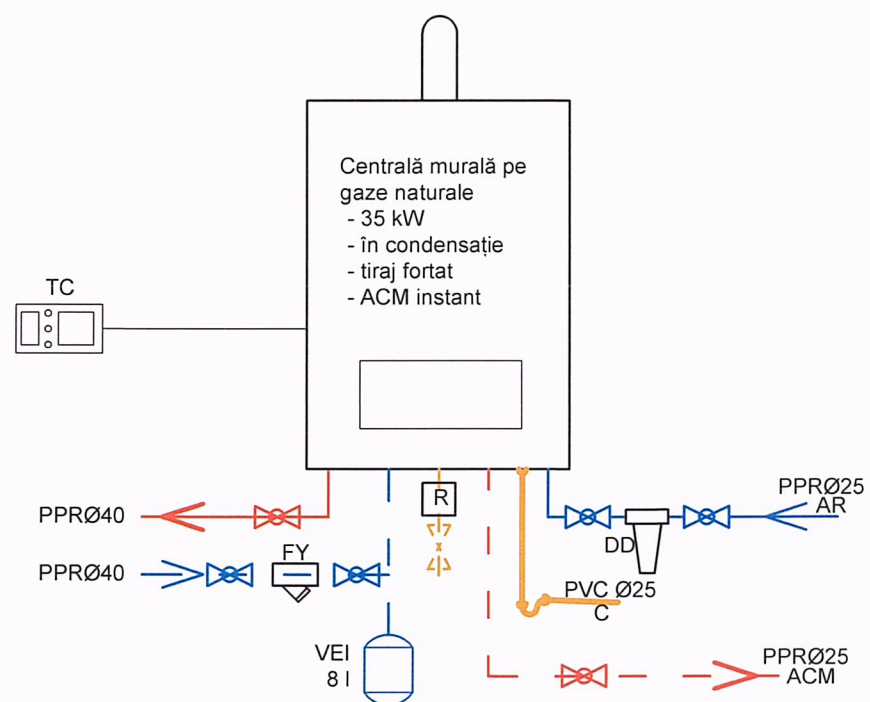 Centrală murală pe
gaze naturale
- 35 kW
- în condensație
- tiraj fortat
- ACM instant
TC
R
PPRØ40
PPRØ25
AR
DD
PPRØ40
FY
PVC Ø25
C
VEI
8 l
PPRØ25
ACM